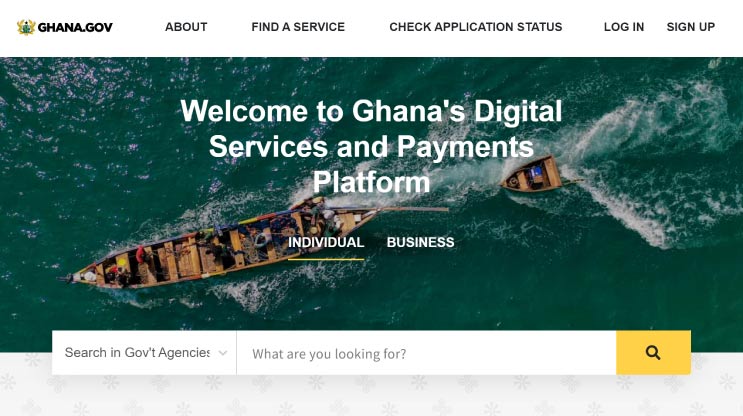 GHANA.GOV
ABOUT
FIND A SERVICE
CHECK APPLICATION STATUS
LOG IN
SIGN UP
Welcome to Ghana's Digital
Services and Payments
Platform
INDIVIDUAL
BUSINESS
Search in Gov't Agencies
What are you looking for?